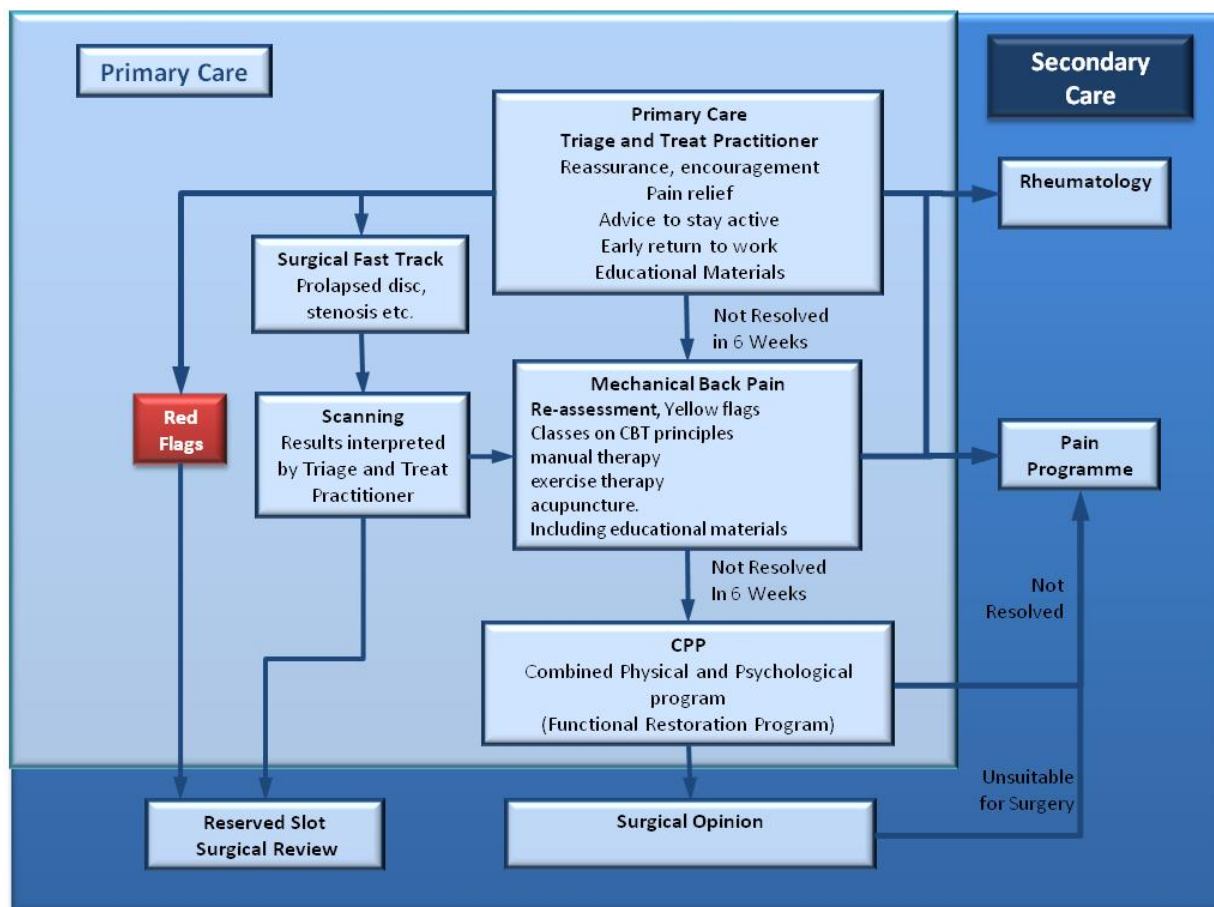 Primary Care
Secondary
Care
Primary Care
Triage and Treat Practitioner
Reassurance, encouragement
Pain relief
Advice to stay active
Early return to work
Educational Materials
Rheumatology
Surgical Fast Track
Prolapsed disc,
stenosis etc.
Not Resolved
in 6 Weeks
Red
Flags
Scanning
Results interpreted
by Triage and Treat
Practitioner
Mechanical Back Pain
Re-assessment, Yellow flags
Classes on CBT principles
manual therapy
exercise therapy
acupuncture.
Including educational materials
Pain
Programme
Not Resolved
In 6 Weeks
Not
Resolved
CPP
Combined Physical and Psychological
program
(Functional Restoration Program)
Unsuitable
for Surgery
Reserved Slot
Surgical Review
Surgical Opinion